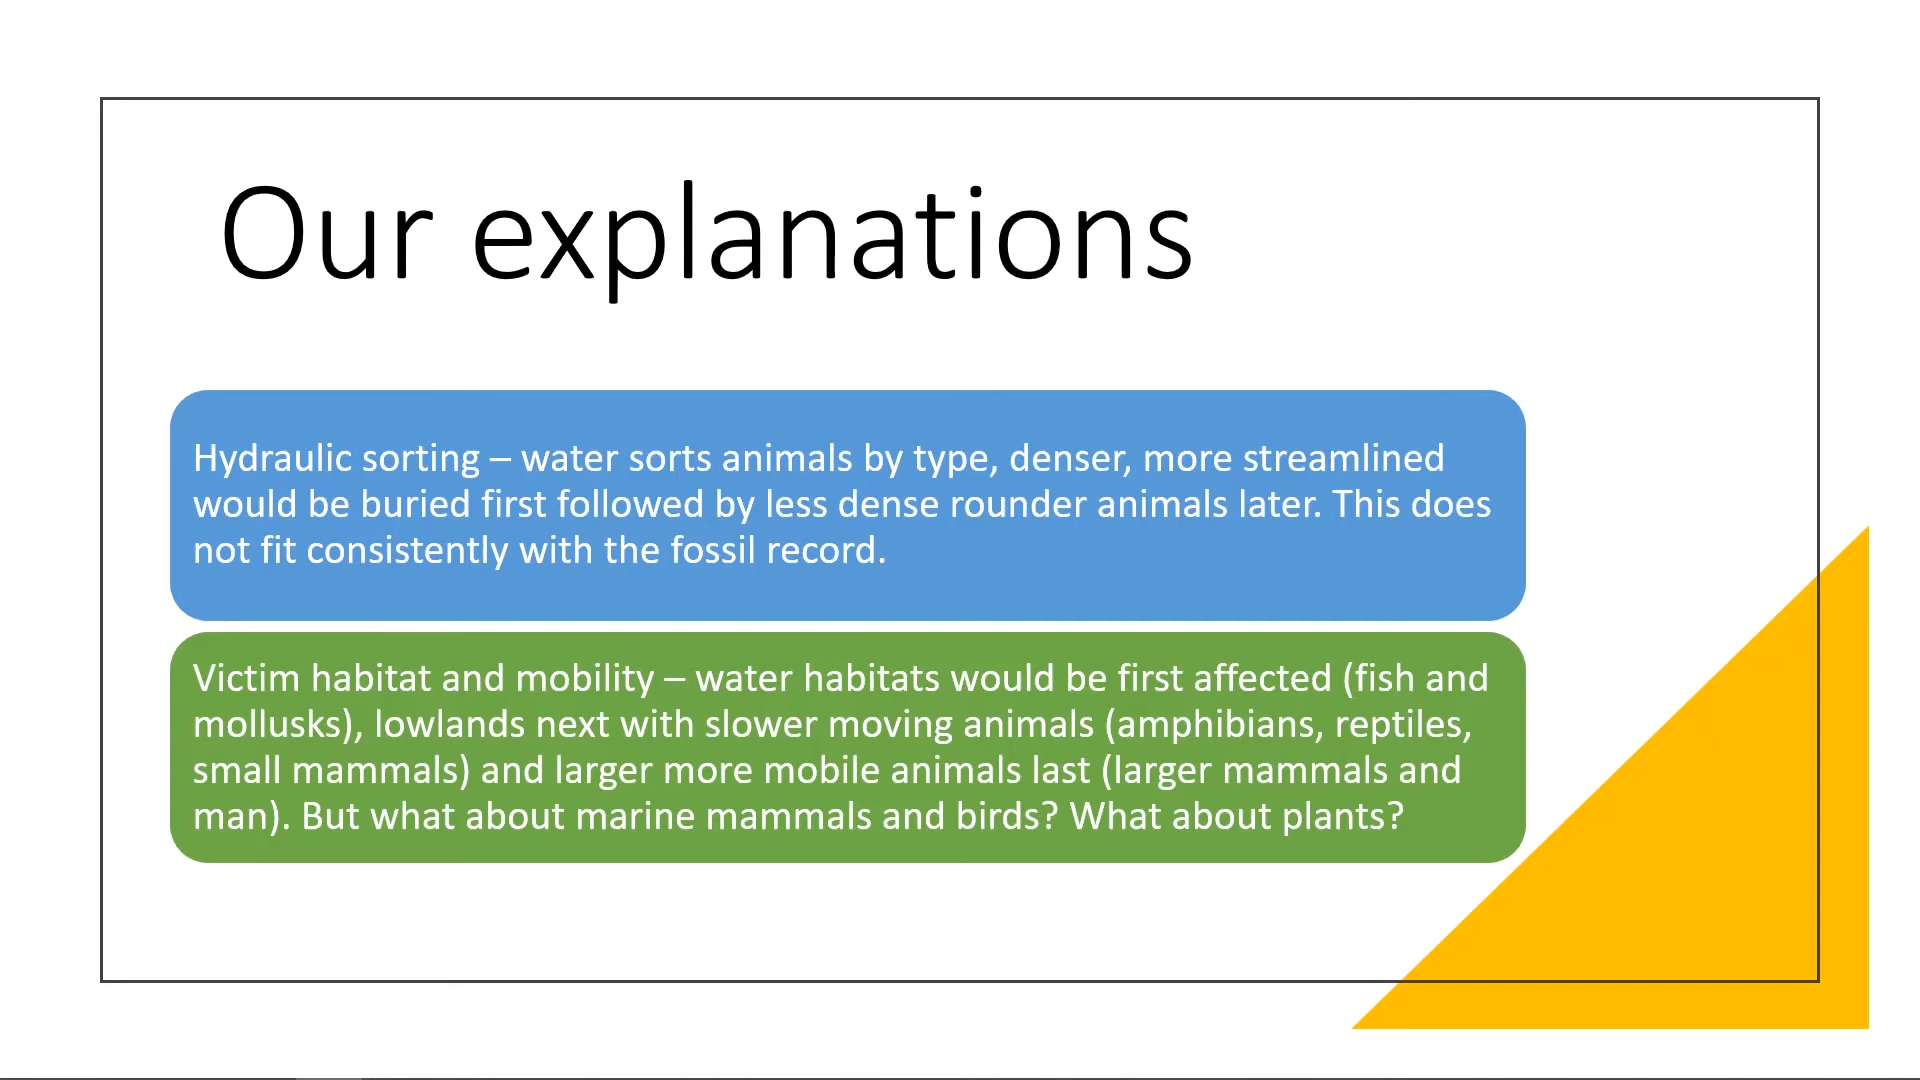 Our explanations
Hydraulic sorting – water sorts animals by type, denser, more streamlined
would be buried first followed by less dense rounder animals later. This does
not fit consistently with the fossil record.
Victim habitat and mobility – water habitats would be first affected (fish and
mollusks), lowlands next with slower moving animals (amphibians, reptiles,
small mammals) and larger more mobile animals last (larger mammals and
man). But what about marine mammals and birds? What about plants?